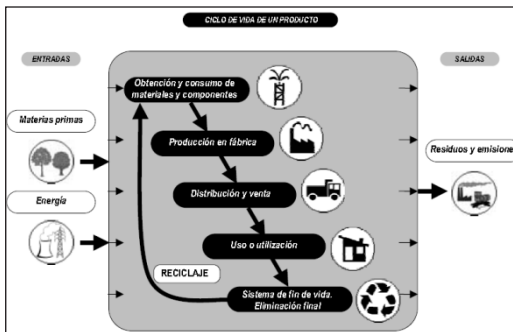 CICLO DE VIDA DE UN PRODUCTO
ENTRADAS
SALIDAS
Obtención y consumo de
materiales y componentes
Materias primas
Producción en fábrica
Residuos y emisione
Distribución y venta
Energía
Uso o utilización
RECICLAJE
Sistema de fin de vida.
Eliminación final